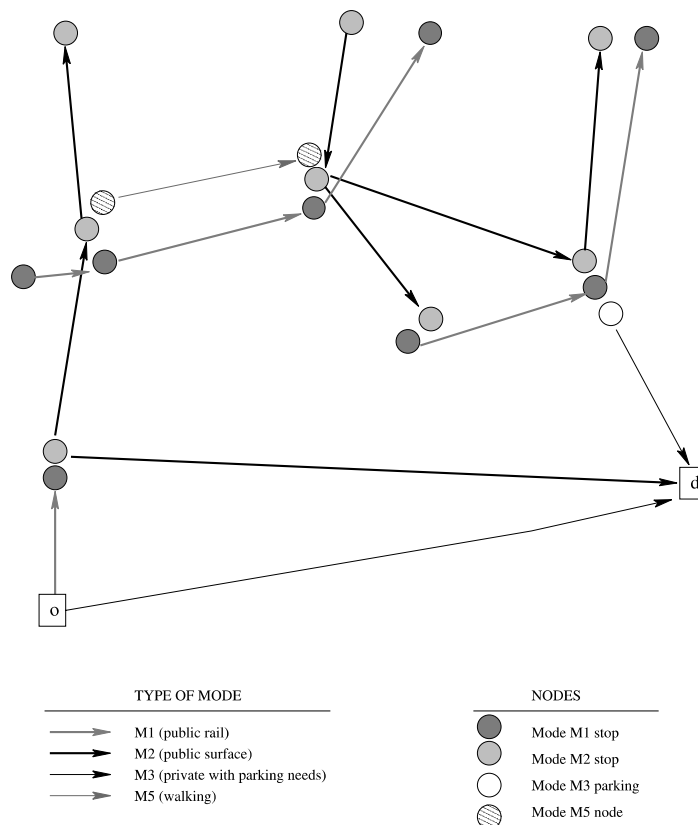 d
o
TYPE OF MODE
M1 (public rail)
M2 (public surface)
M3 (private with parking needs)
M5 (walking)
NODES
Mode M1 stop
Mode M2 stop
Mode M3 parking
Mode M5 node